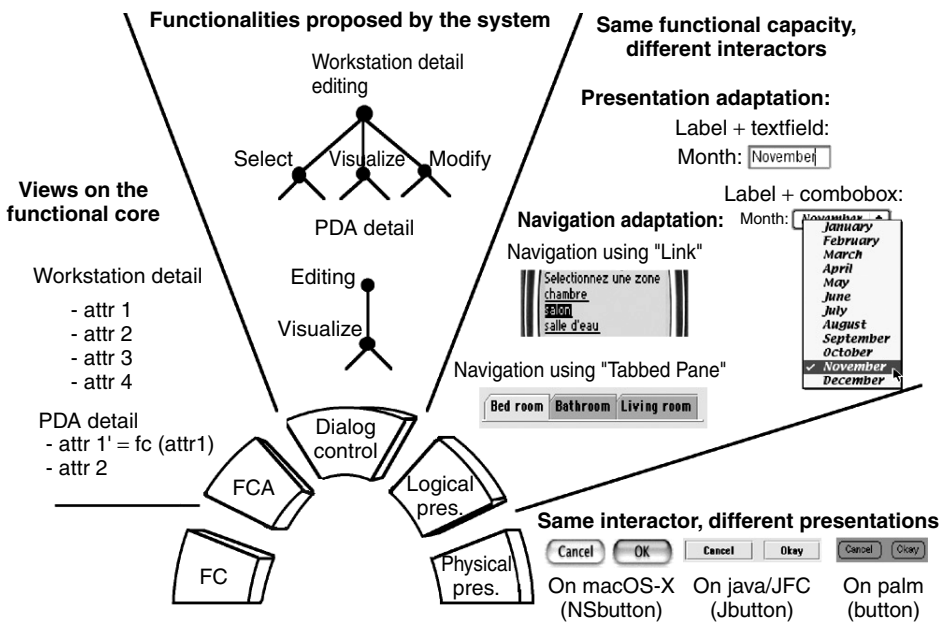 Functionalities proposed by the system
Workstation detail
editing
Select
Visualize
Modify
PDA detail
Editing
Visualize
Views on the
functional core
Workstation detail
- attr 1
- attr 2
- attr 3
- attr 4
PDA detail
- attr 1' = fc (attr1)
- attr 2
Same functional capacity,
different interactors
Presentation adaptation:
Label + textfield:
Month: November
Label + combobox:
Month: November
January
February
March
April
May
June
July
August
September
October
✓ November
December
Navigation adaptation:
Navigation using "Link"
Selectionnez une zone
chambre
salon
salle d'eau
Navigation using "Tabbed Pane"
Bed room Bathroom Living room
Dialog
control
FCA
Logical
pres.
FC
Physical
pres.
Same interactor, different presentations
Cancel OK
Cancel Okay
Cancel Okay
On macOS-X
(NSbutton)
On java/JFC
(Jbutton)
On palm
(button)